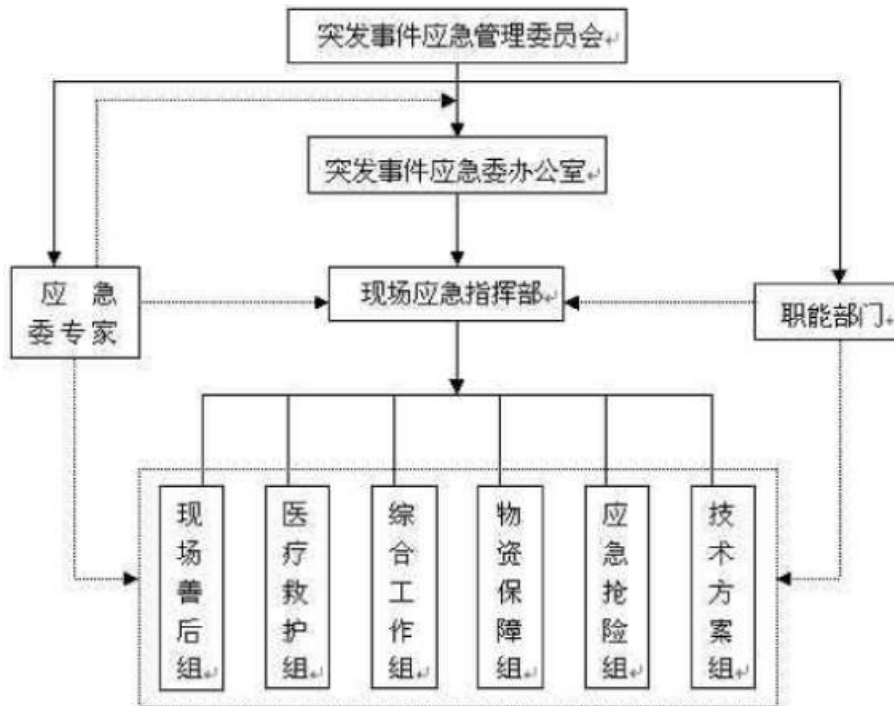 突发事件应急管理委员会
突发事件应急委办公室
应 急
委专家
现场应急指挥部
职能部门
现场善后组
医疗救护组
综合工作组
物资保障组
应急抢险组
技术方案组